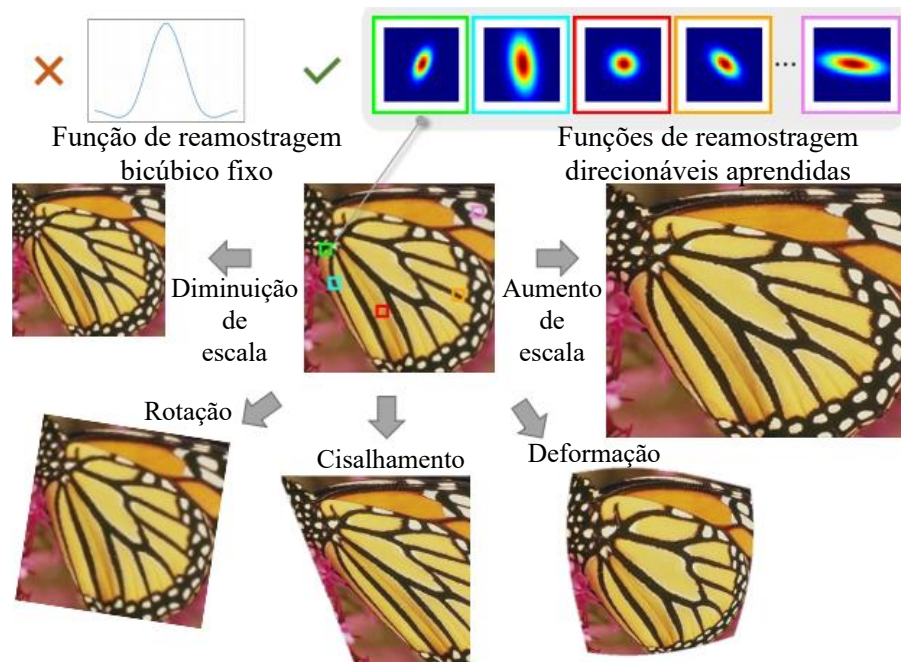 Função de reamostragem
bicúbico fixo
Funções de reamostragem
direcionáveis aprendidas
Diminuição
de
escala
Aumento
de
escala
Rotação
Cisalhamento
Deformação